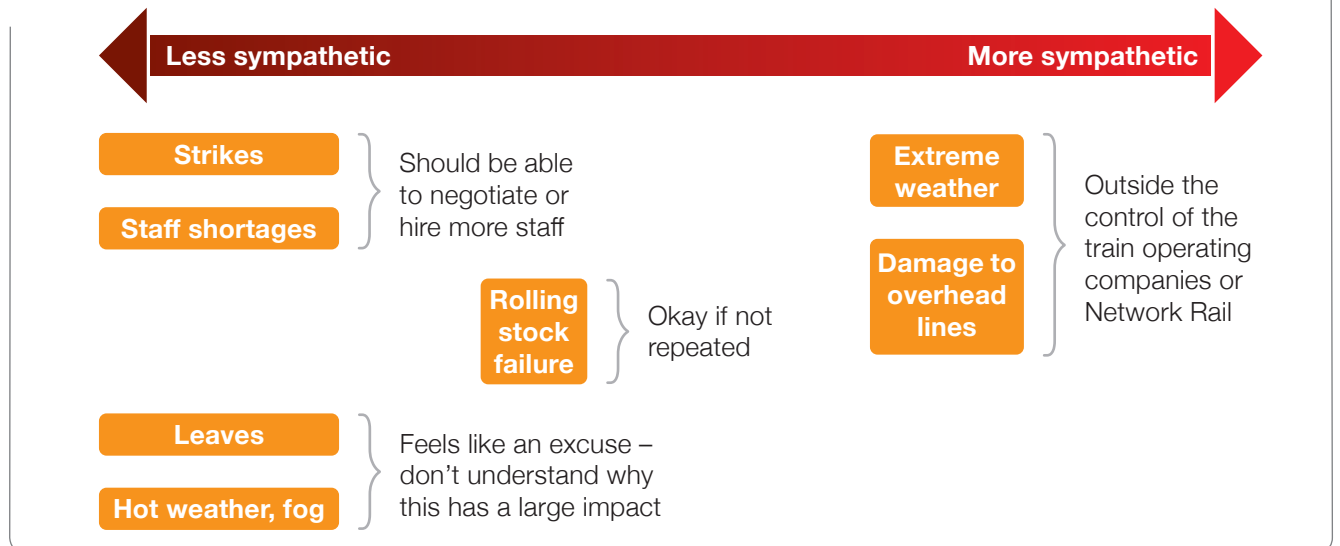 Less sympathetic
More sympathetic
Strikes
Staff shortages
Should be able
to negotiate or
hire more staff
Extreme
weather
Damage to
overhead
lines
Outside the
control of the
train operating
companies or
Network Rail
Rolling
stock
failure
Okay if not
repeated
Leaves
Hot weather, fog
Feels like an excuse –
don’t understand why
this has a large impact